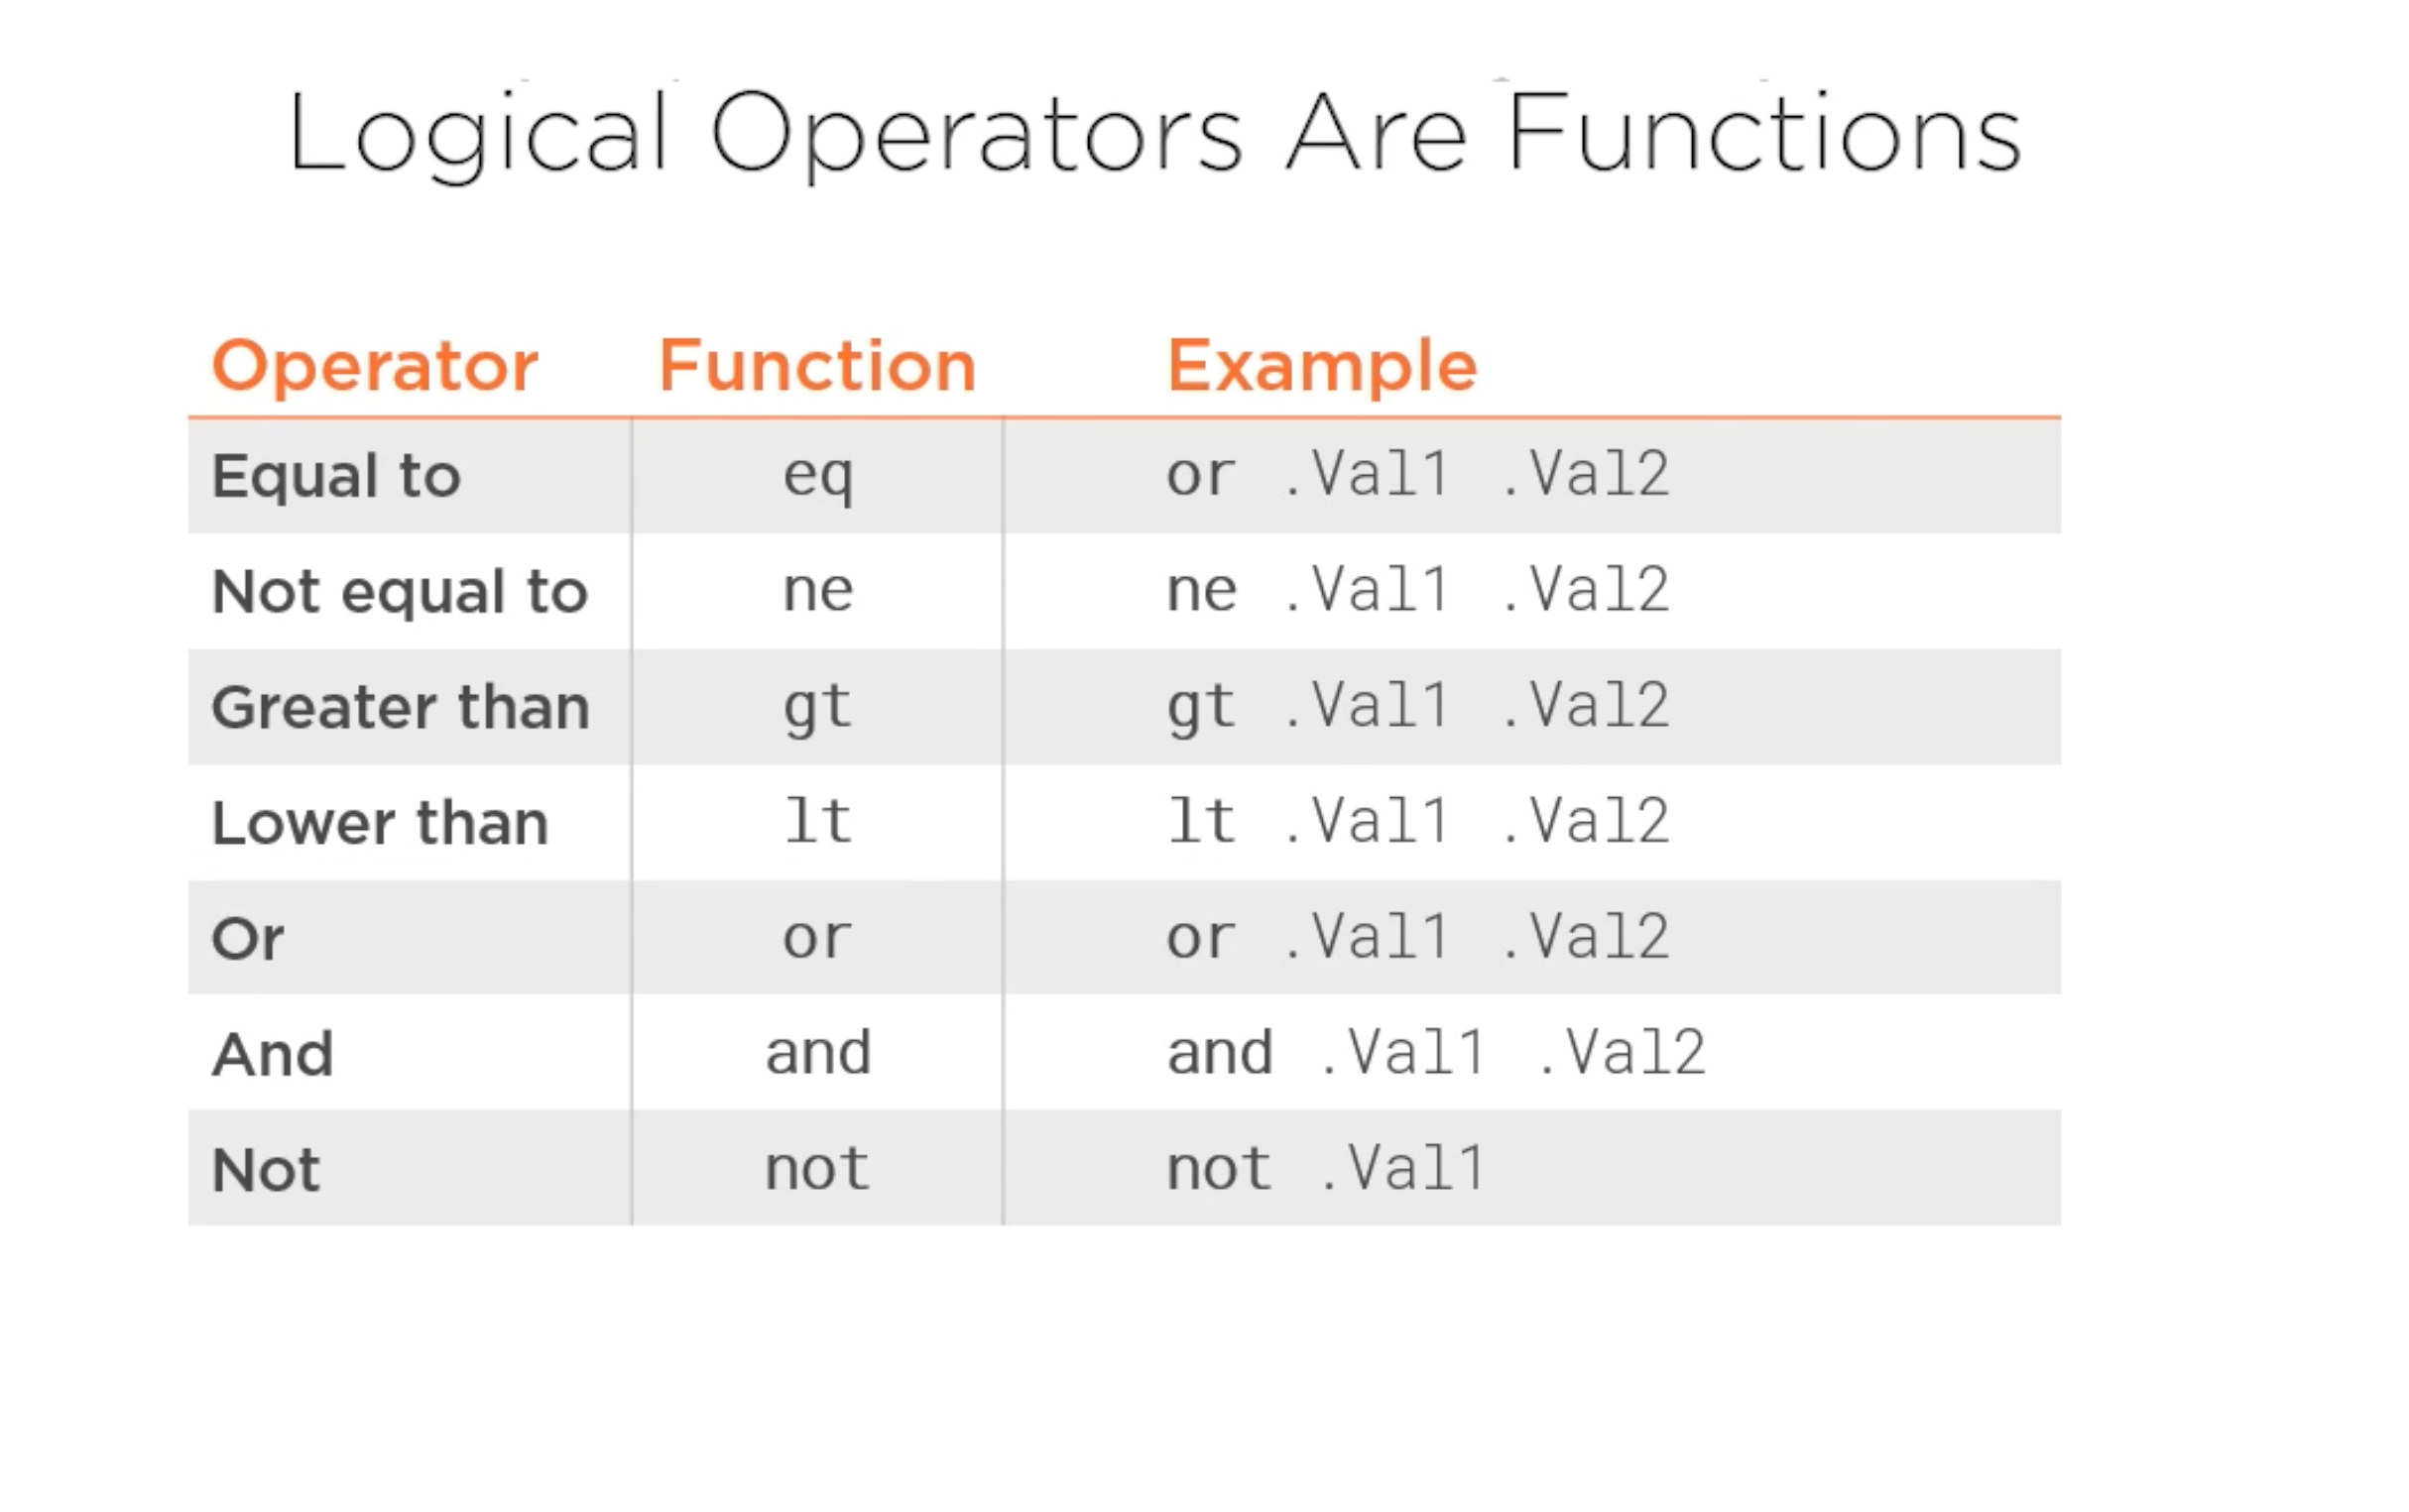 Logical Operators Are Functions
Operator Function Example
Equal to eq or .Val1 .Val2
Not equal to ne ne .Val1 .Val2
Greater than gt gt .Val1 .Val2
Lower than lt lt .Val1 .Val2
Or or or .Val1 .Val2
And and and .Val1 .Val2
Not not not .Val1